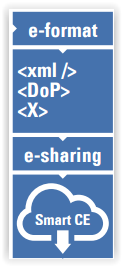 e-format
<xml />
<DoP>
<X>
e-sharing
Smart CE